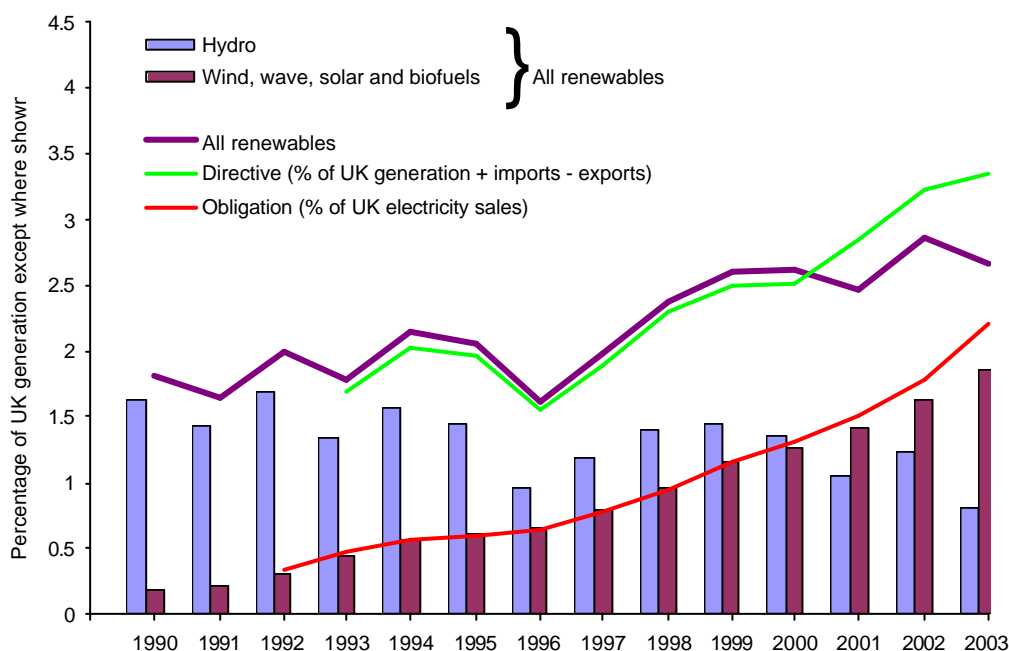 4.5
4
3.5
3
2.5
2
1.5
1
0.5
0
Percentage of UK generation except where showr
Hydro
Wind, wave, solar and biofuels
} All renewables
All renewables
Directive (% of UK generation + imports - exports)
Obligation (% of UK electricity sales)
1990 1991 1992 1993 1994 1995 1996 1997 1998 1999 2000 2001 2002 2003